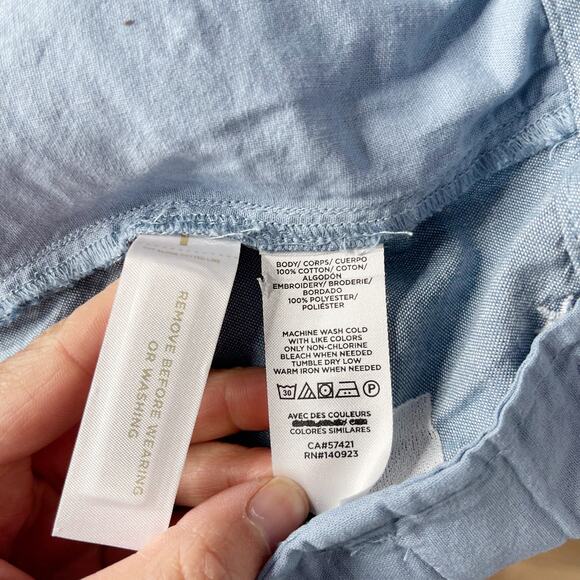 REMOVE BEFORE WEARING
OR WASHING
BODY/ CORPS/ CUERPO
100% COTTON/ COTON/
ALGODÓN
EMBROIDERY/ BRODERIE/
BORDADO
100% POLYESTER/
POLIÉSTER
MACHINE WASH COLD
WITH LIKE COLORS
ONLY NON-CHLORINE
BLEACH WHEN NEEDED
TUMBLE DRY LOW
WARM IRON WHEN NEEDED
30 P
AVEC DES COULEURS
COLORES SIMILARES
CA#57421
RN#140923